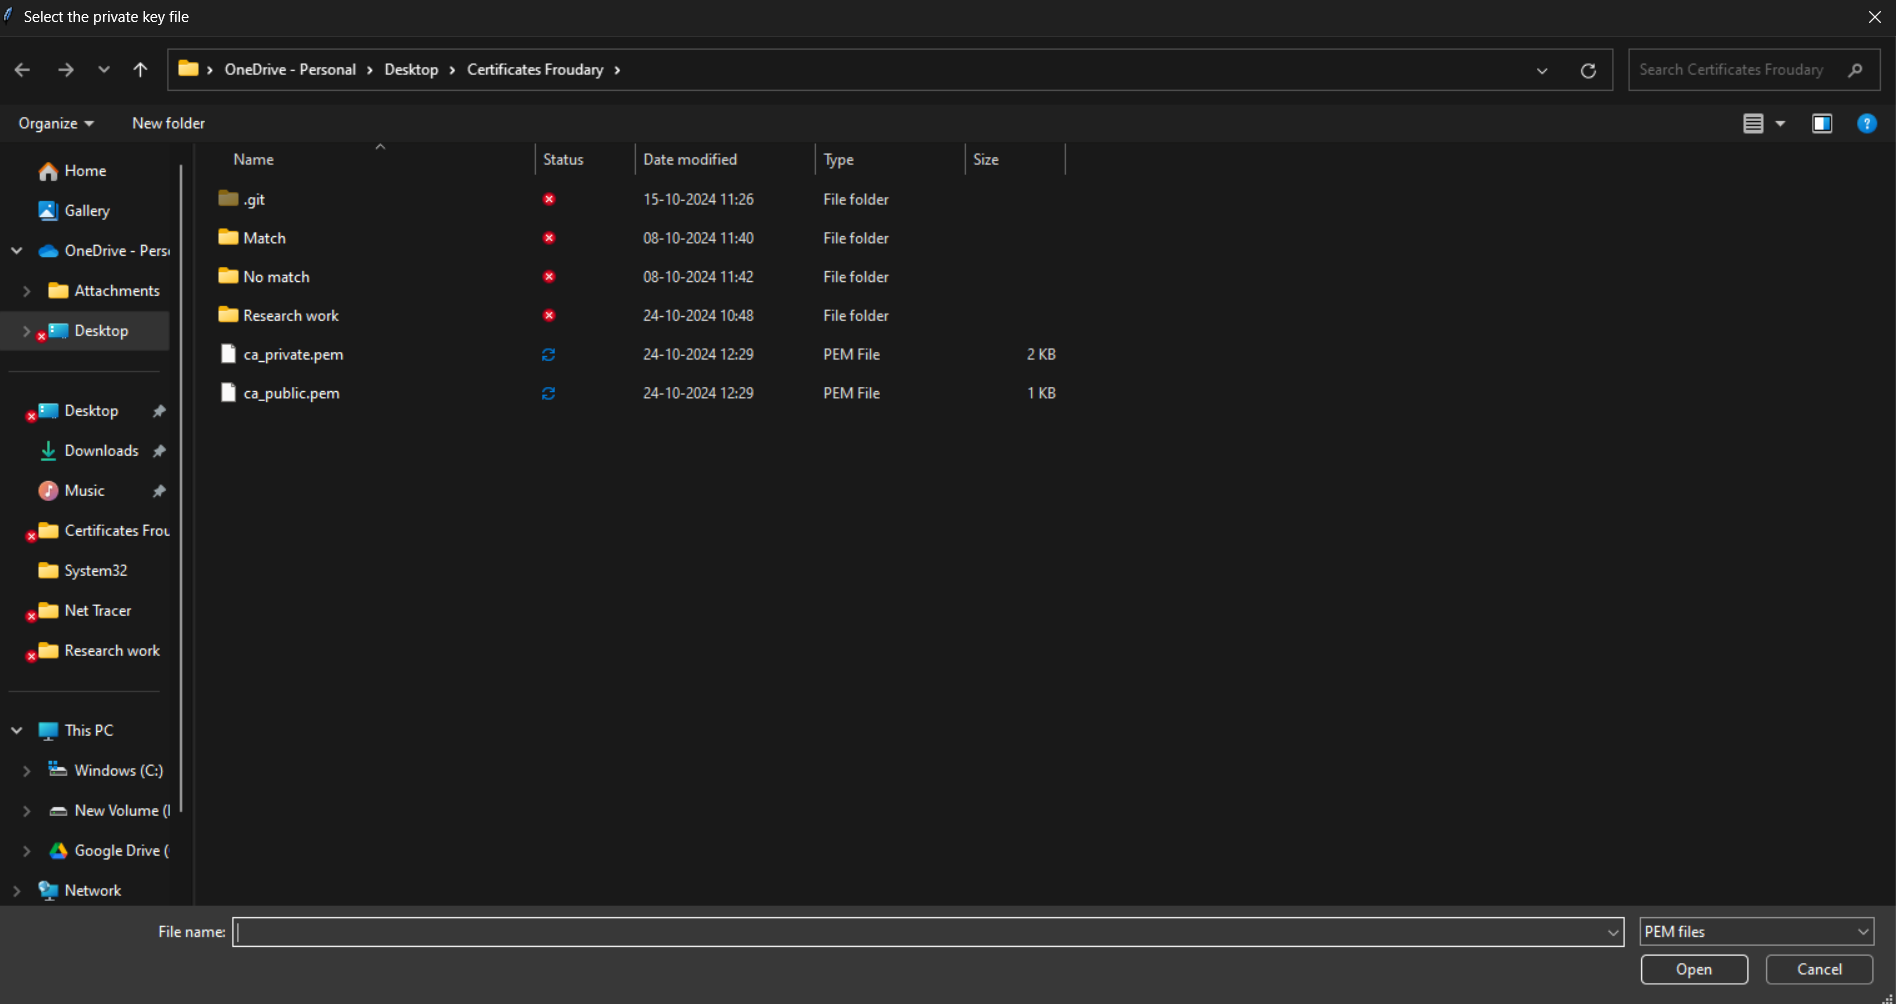 Select the private key file
OneDrive - Personal > Desktop > Certificates Froudary >
Search Certificates Froudary
Organize
New folder
Name
Status
Date modified
Type
Size
Home
Gallery
OneDrive - Perso
Attachments
Desktop
Desktop
Downloads
Music
Certificates Frou
System32
Net Tracer
Research work
This PC
Windows (C:)
New Volume (
Google Drive (
Network
.git 15-10-2024 11:26 File folder
Match 08-10-2024 11:40 File folder
No match 08-10-2024 11:42 File folder
Research work 24-10-2024 10:48 File folder
ca_private.pem 24-10-2024 12:29 PEM File 2 KB
ca_public.pem 24-10-2024 12:29 PEM File 1 KB
File name:
PEM files
Open
Cancel